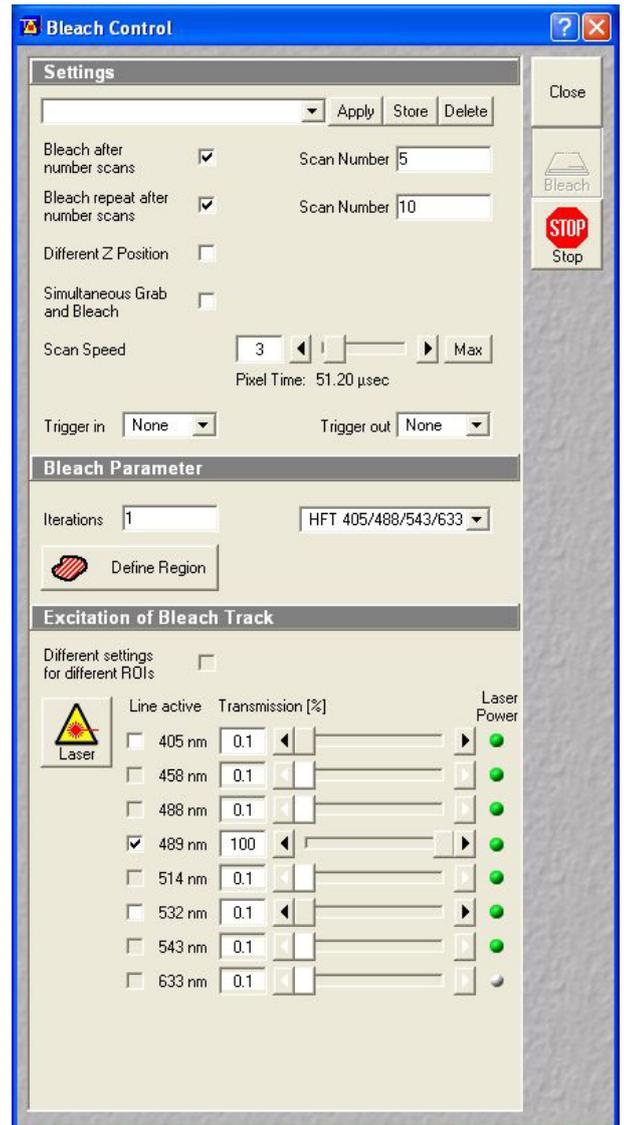 Bleach Control
Settings
Close
Apply Store Delete
Bleach after
number scans
Scan Number 5
Bleach
Bleach repeat after
number scans
Scan Number 10
STOP
Stop
Different Z Position
Simultaneous Grab
and Bleach
Scan Speed 3 Max
Pixel Time: 51.20 µsec
Trigger in None Trigger out None
Bleach Parameter
Iterations 1 HFT 405/488/543/633
Define Region
Excitation of Bleach Track
Different settings
for different ROIs
Line active Transmission [%] Laser
Power
Laser
405 nm 0.1
458 nm 0.1
488 nm 0.1
489 nm 100
514 nm 0.1
532 nm 0.1
543 nm 0.1
633 nm 0.1